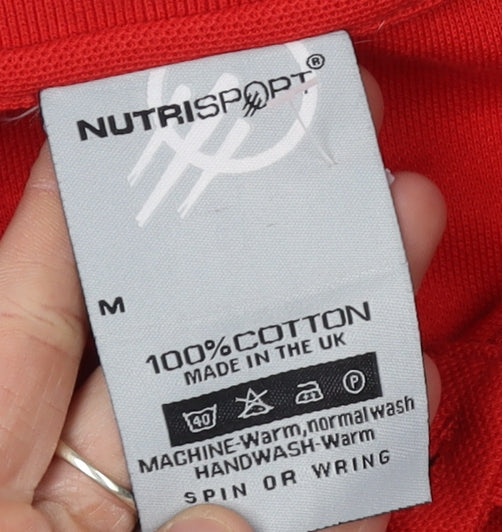 NUTRISPORT®
M
100% COTTON
MADE IN THE UK
40 P
MACHINE-Warm, normal wash
HANDWASH-Warm
SPIN OR WRING